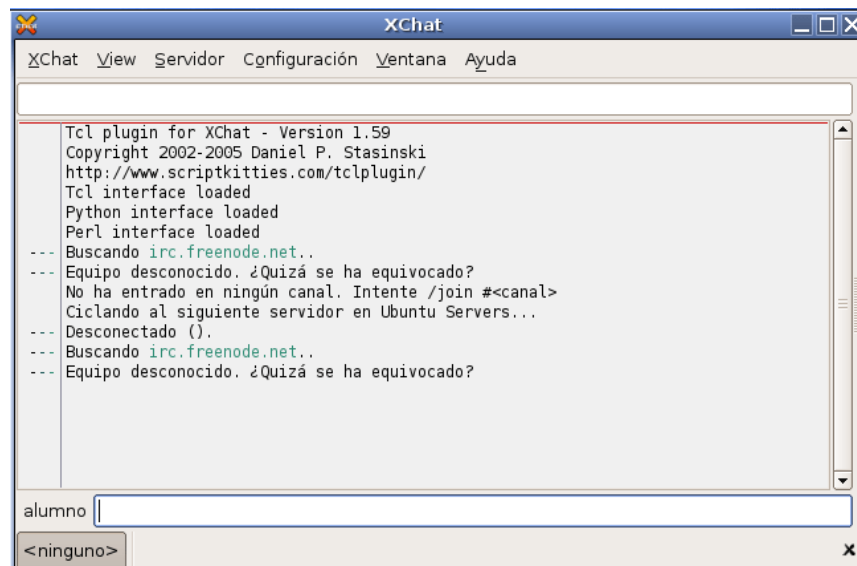 XChat
XChat View Servidor Configuración Ventana Ayuda
Tcl plugin for XChat - Version 1.59
Copyright 2002-2005 Daniel P. Stasinski
http://www.scriptkitties.com/tclplugin/
Tcl interface loaded
Python interface loaded
Perl interface loaded
--- Buscando irc.freenode.net..
--- Equipo desconocido. ¿Quizá se ha equivocado?
No ha entrado en ningún canal. Intente /join #<canal>
Ciclando al siguiente servidor en Ubuntu Servers...
--- Desconectado ().
--- Buscando irc.freenode.net..
--- Equipo desconocido. ¿Quizá se ha equivocado?
alumno
<ninguno>